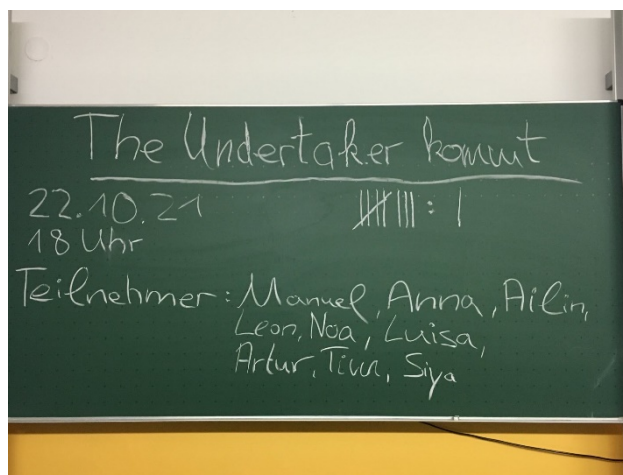 The Undertaker kommt
22.10.21
18 Uhr
Teilnehmer: Manuel, Anna, Ailin,
Leon, Noa, Luisa,
Artur, Siya